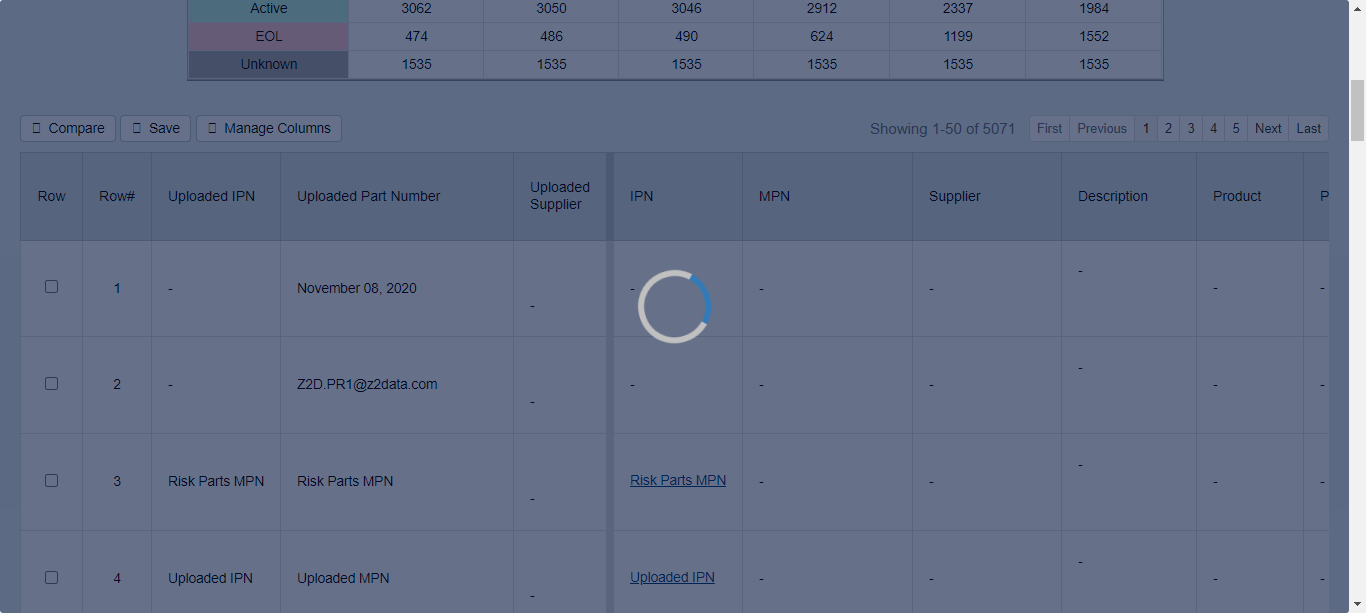 Active 3062 3050 3046 2912 2337 1984
EOL 474 486 490 624 1199 1552
Unknown 1535 1535 1535 1535 1535 1535
Compare Save Manage Columns Showing 1-50 of 5071 First Previous 1 2 3 4 5 Next Last
Row Row# Uploaded IPN Uploaded Part Number Uploaded Supplier IPN MPN Supplier Description Product P
1 - November 08, 2020 - - - - - - -
2 - Z2D.PR1@z2data.com - - - - - - -
3 Risk Parts MPN Risk Parts MPN - Risk Parts MPN - - - - -
4 Uploaded IPN Uploaded MPN - Uploaded IPN - - - - -